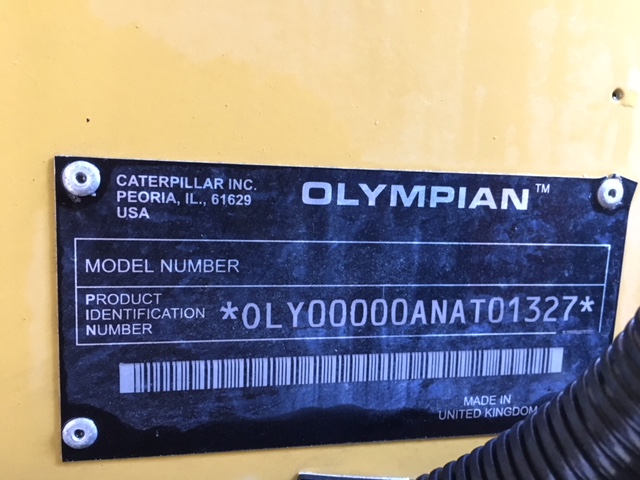 CATERPILLAR INC.
PEORIA, IL., 61629
USA
OLYMPIAN™
MODEL NUMBER
PRODUCT
IDENTIFICATION
NUMBER
*OLY00000ANAT01327*
MADE IN
UNITED KINGDOM